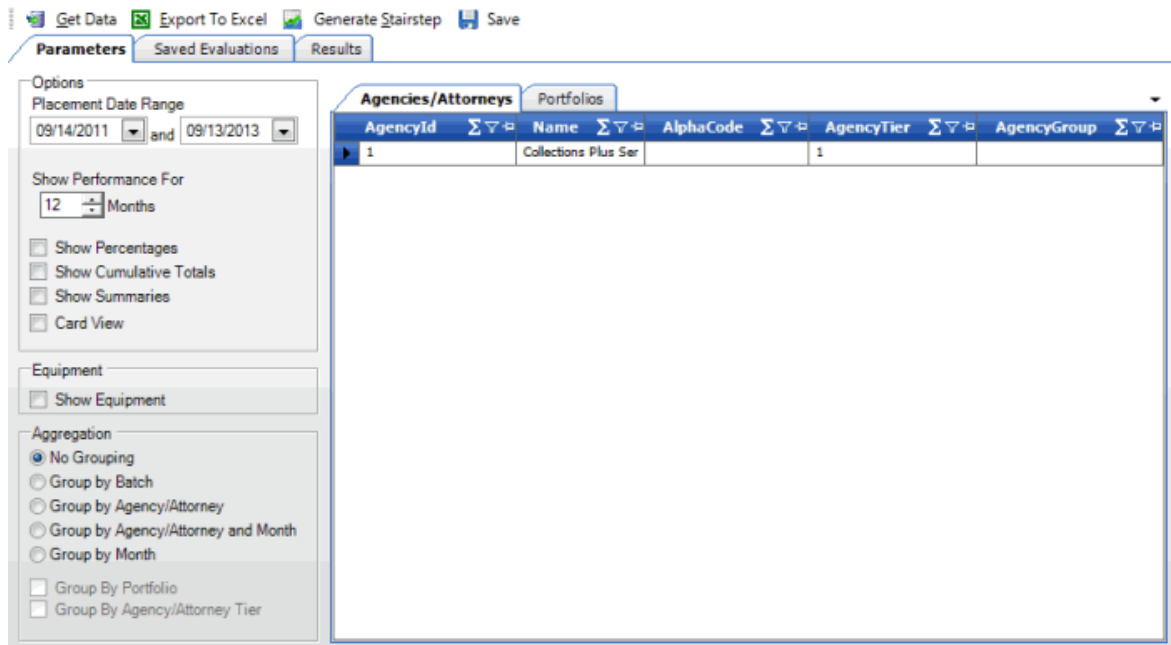 Get Data Export To Excel Generate Stairstep Save
Parameters Saved Evaluations Results
Options
Placement Date Range
09/14/2011 and 09/13/2013
Show Performance For
12 Months
Show Percentages
Show Cumulative Totals
Show Summaries
Card View
Equipment
Show Equipment
Aggregation
No Grouping
Group by Batch
Group by Agency/Attorney
Group by Agency/Attorney and Month
Group by Month
Group By Portfolio
Group By Agency/Attorney Tier
Agencies/Attorneys Portfolios
AgencyId Σ Name Σ AlphaCode Σ AgencyTier Σ AgencyGroup Σ
1 Collections Plus Ser 1